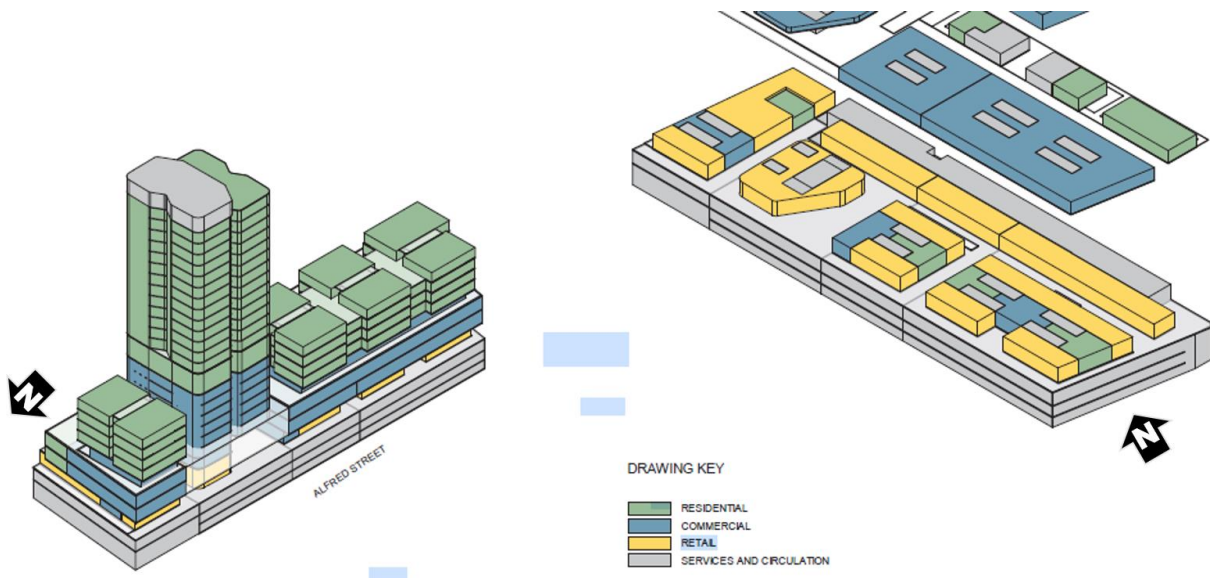 N
ALFRED STREET
N
DRAWING KEY
RESIDENTIAL
COMMERCIAL
RETAIL
SERVICES AND CIRCULATION